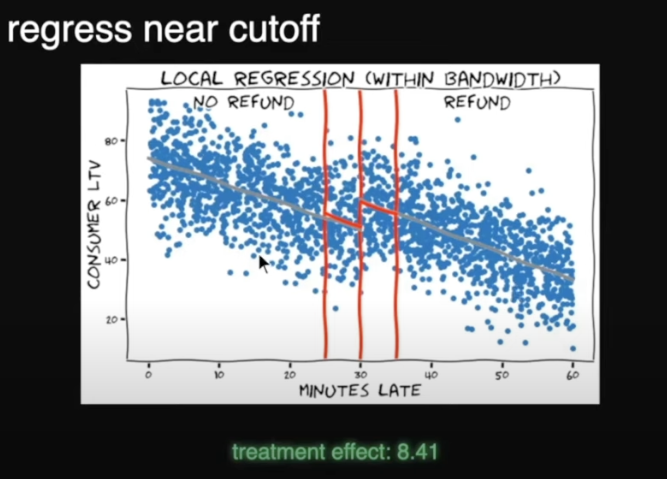 regress near cutoff
LOCAL REGRESSION (WITHIN BANDWIDTH)
NO REFUND
REFUND
CONSUMER LTV
80
60
40
20
0 10 20 30 40 50 60
MINUTES LATE
treatment effect: 8.41